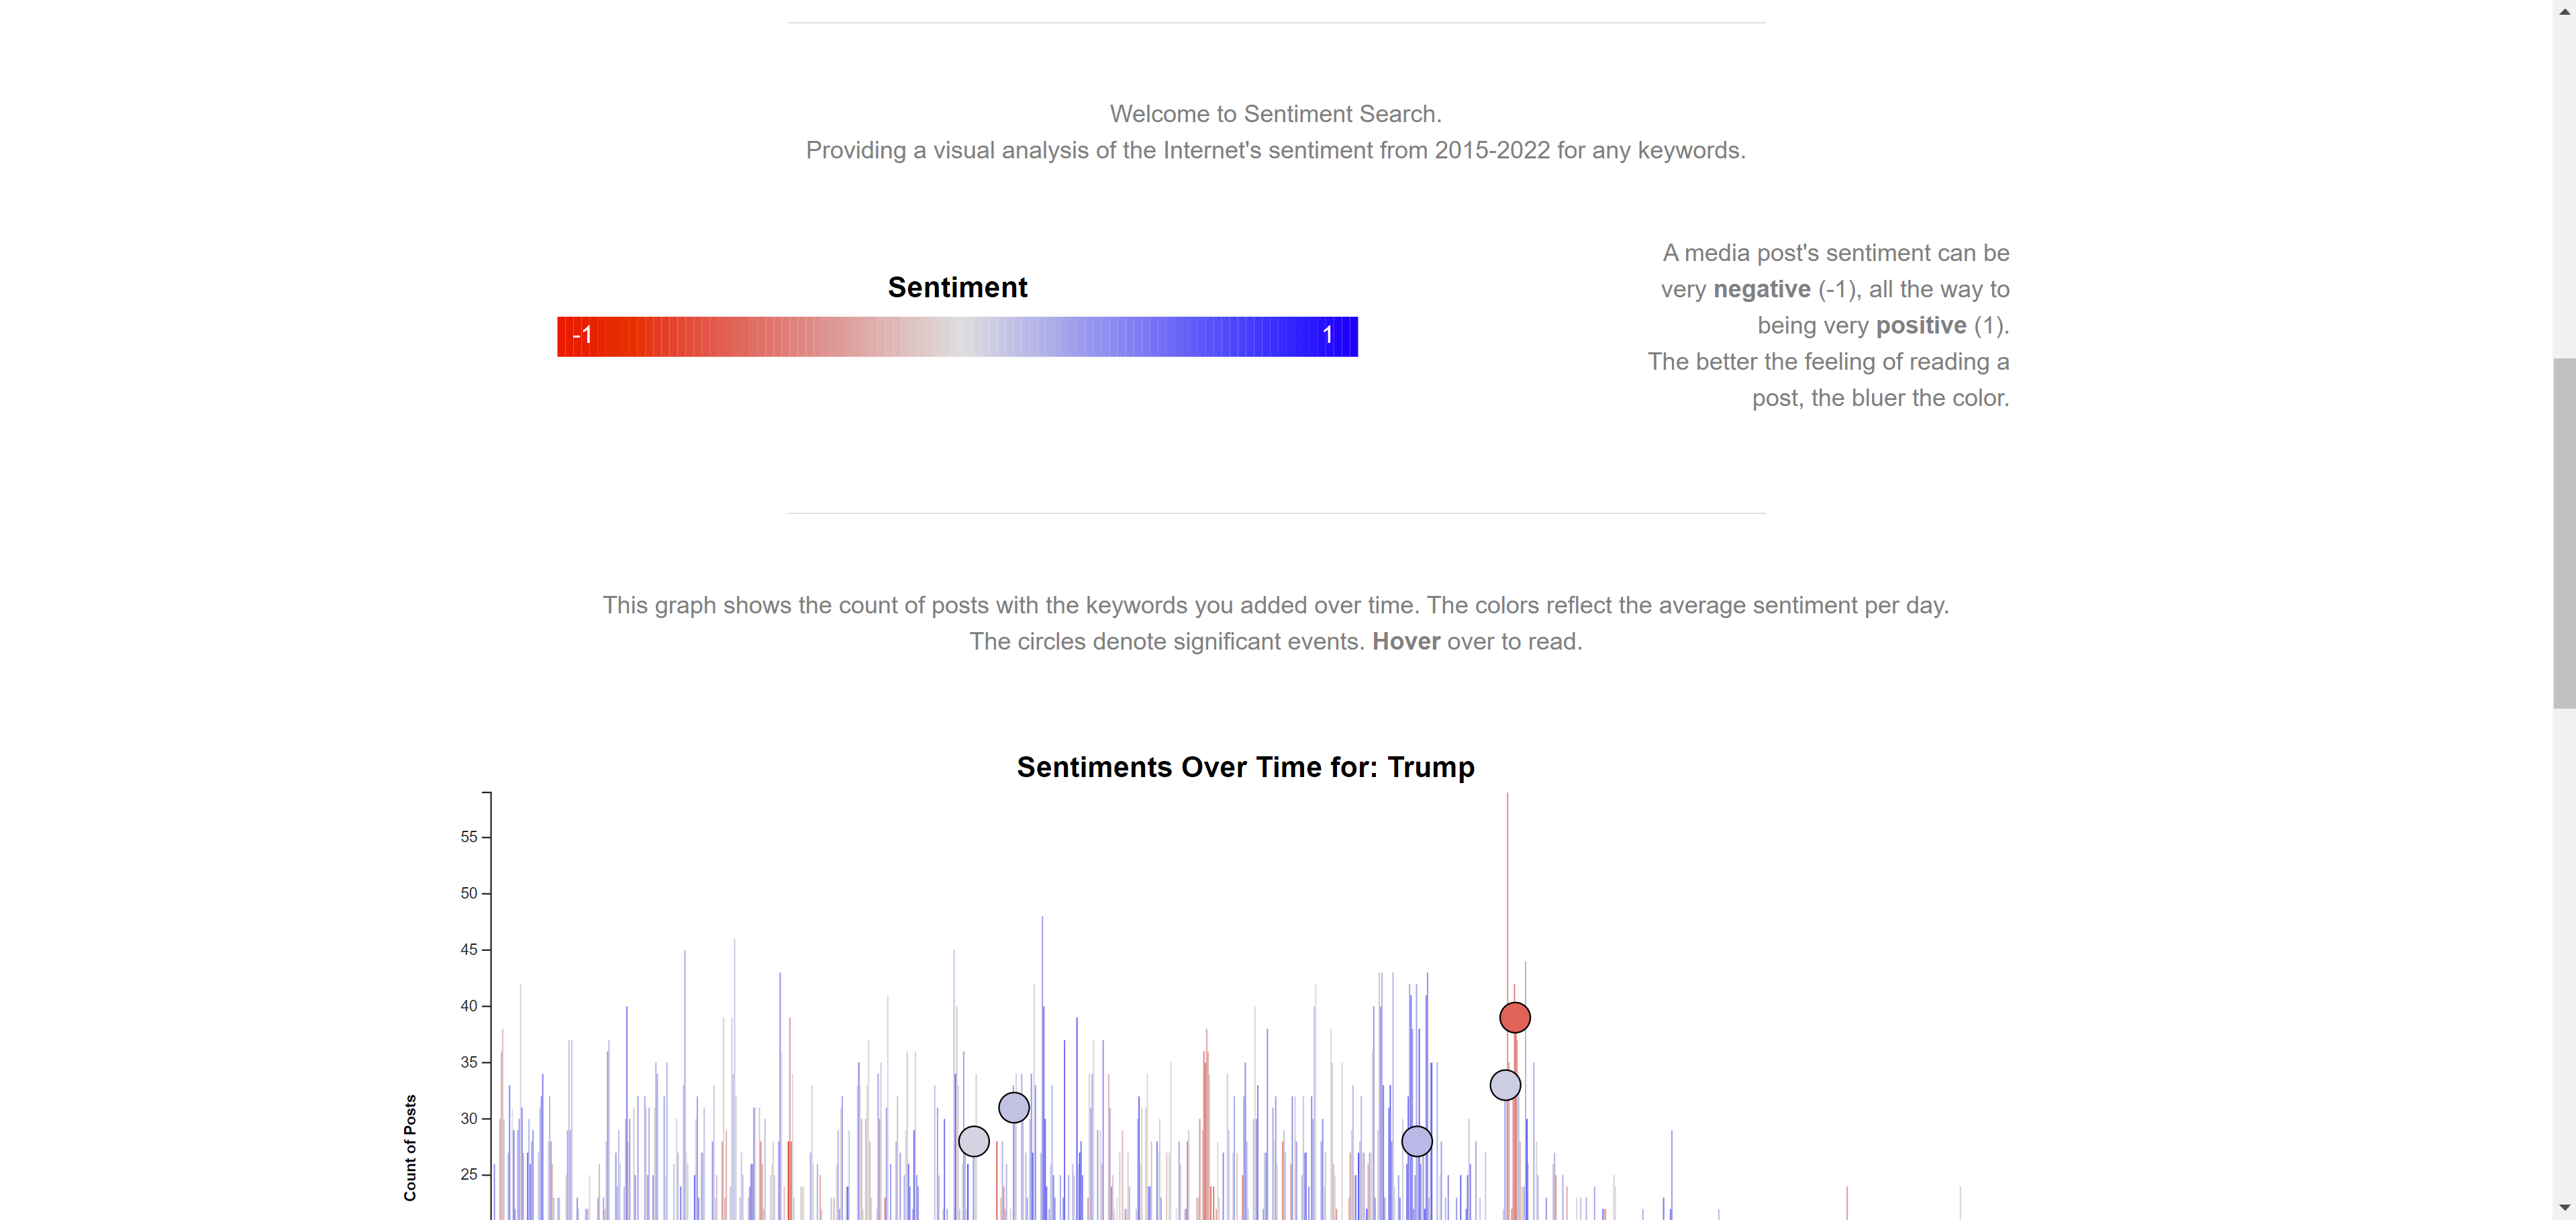 Welcome to Sentiment Search.
Providing a visual analysis of the Internet's sentiment from 2015-2022 for any keywords.
Sentiment
-1
1
A media post's sentiment can be
very negative (-1), all the way to
being very positive (1).
The better the feeling of reading a
post, the bluer the color.
This graph shows the count of posts with the keywords you added over time. The colors reflect the average sentiment per day.
The circles denote significant events. Hover over to read.
Sentiments Over Time for: Trump
55
50
45
40
35
30
25
Count of Posts